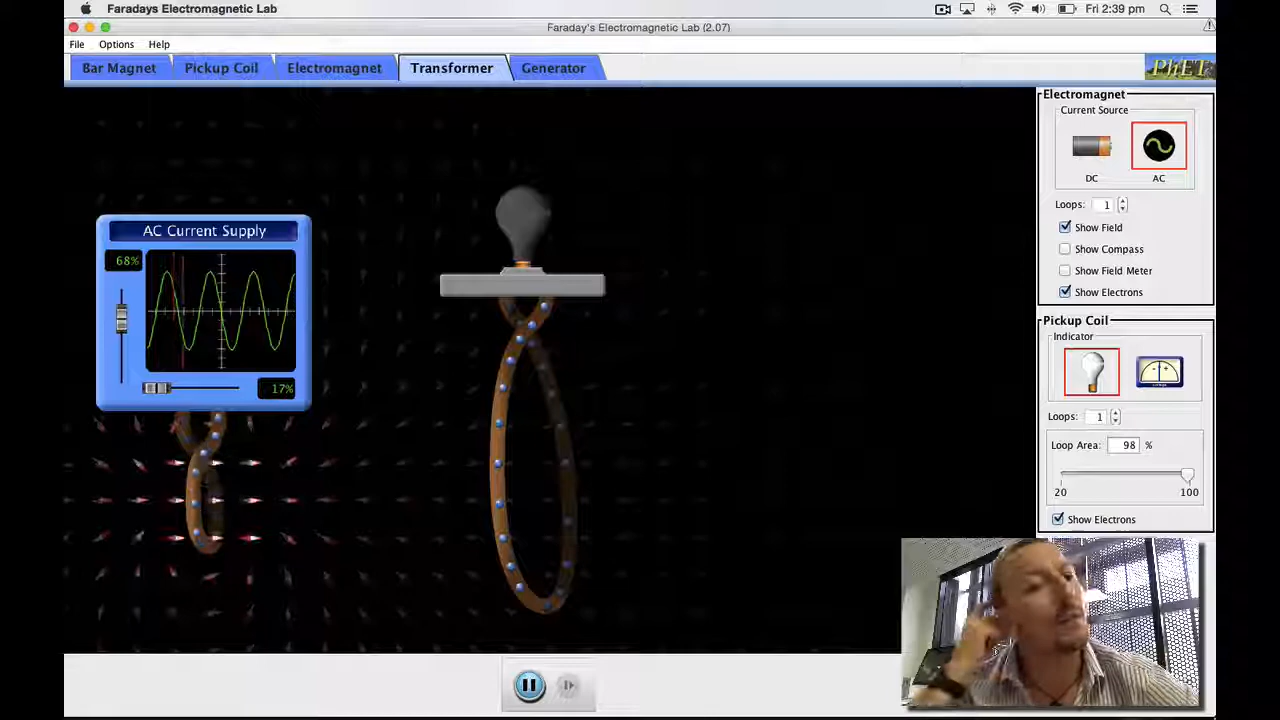 Faradays Electromagnetic Lab
Fri 2:39 pm
Faraday's Electromagnetic Lab (2.07)
File Options Help
Bar Magnet Pickup Coil Electromagnet Transformer Generator
PhET
Electromagnet
Current Source
DC AC
Loops: 1
Show Field
Show Compass
Show Field Meter
Show Electrons
AC Current Supply
68%
17%
Pickup Coil
Indicator
Loops: 1
Loop Area: 98 %
20 100
Show Electrons